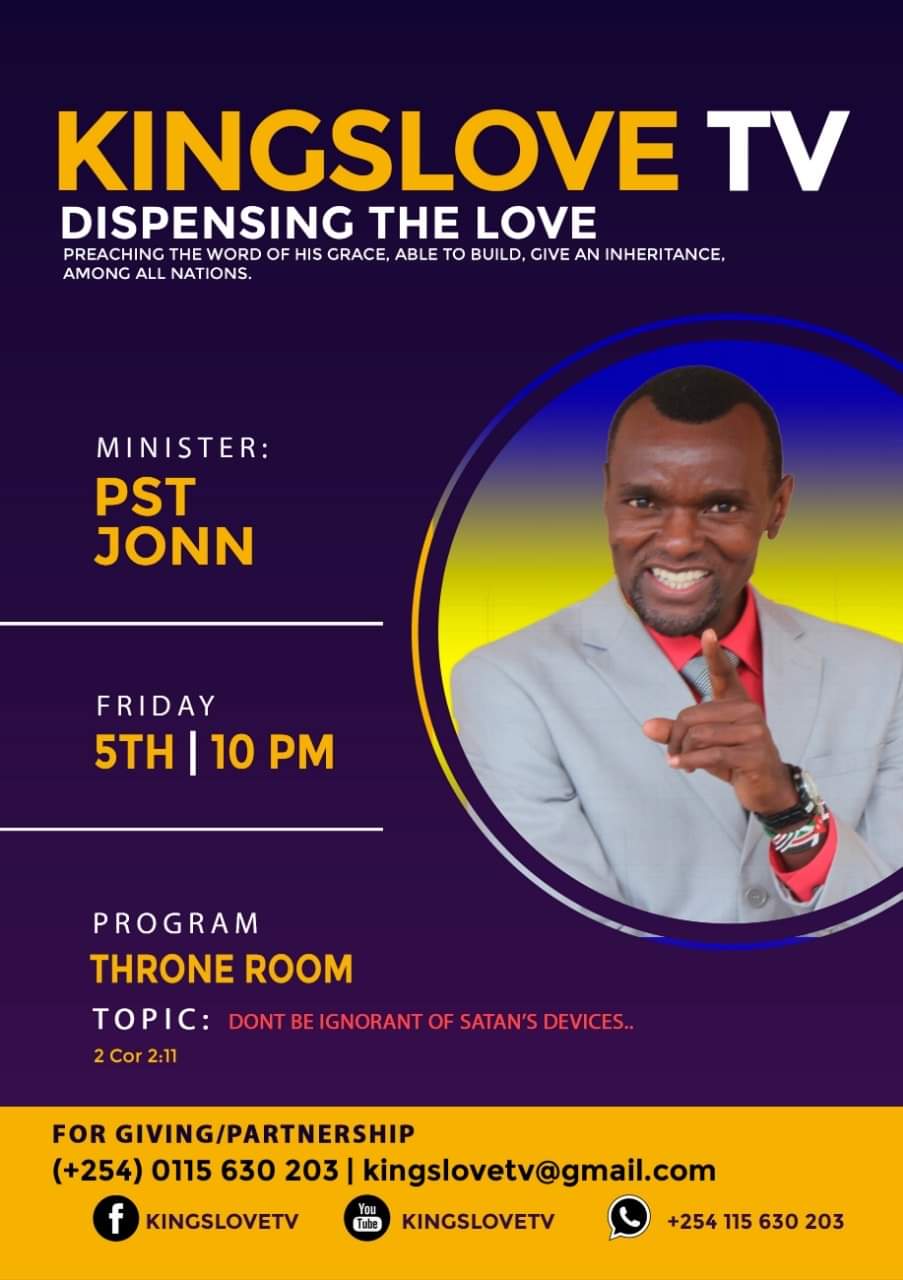 KINGSLOVE TV
DISPENSING THE LOVE
PREACHING THE WORD OF HIS GRACE, ABLE TO BUILD, GIVE AN INHERITANCE,
AMONG ALL NATIONS.
MINISTER:
PST
JONN
FRIDAY
5TH | 10 PM
PROGRAM
THRONE ROOM
TOPIC: DONT BE IGNORANT OF SATAN'S DEVICES..
2 Cor 2:11
FOR GIVING/PARTNERSHIP
(+254) 0115 630 203 | kingslovetv@gmail.com
f KINGSLOVETV You Tube KINGSLOVETV +254 115 630 203